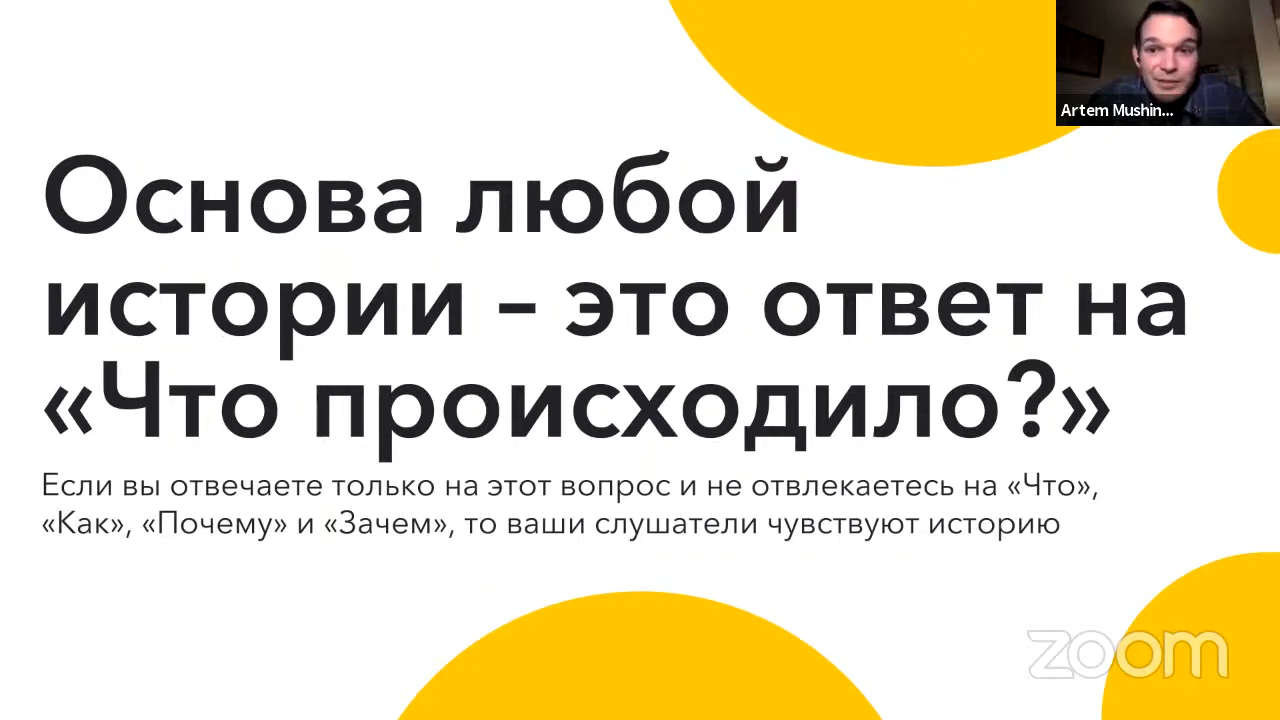 Artem Mushin...
Основа любой
истории – это ответ на
«Что происходило?»
Если вы отвечаете только на этот вопрос и не отвлекаетесь на «Что»,
«Как», «Почему» и «Зачем», то ваши слушатели чувствуют историю
zoom